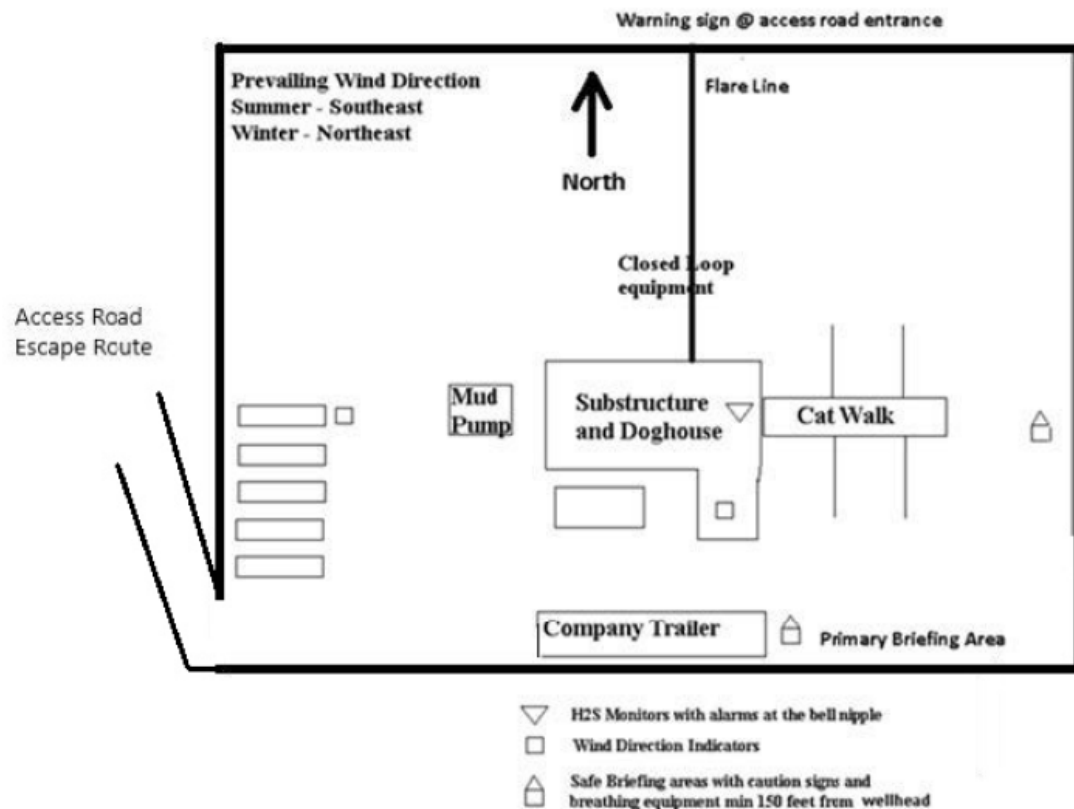 Warning sign @ access road entrance
Prevailing Wind Direction
Summer - Southeast
Winter - Northeast
Flare Line
North
Closed Loop
equipment
Access Road
Escape Route
Mud
Pump
Substructure
and Doghouse
Cat Walk
Company Trailer
Primary Briefing Area
H2S Monitors with alarms at the bell nipple
Wind Direction Indicators
Safe Briefing areas with caution signs and
breathing equipment min 150 feet from wellhead